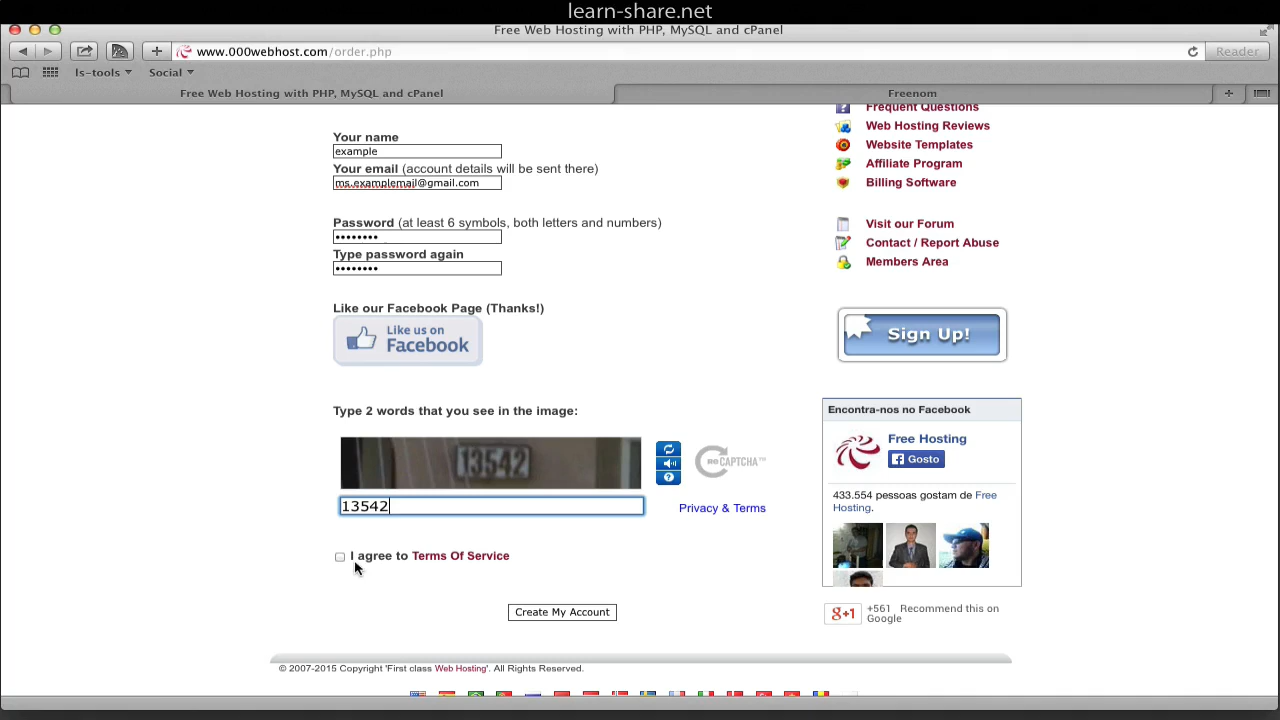 learn-share.net
Free Web Hosting with PHP, MySQL and cPanel
www.000webhost.com/order.php
Reader
ls-tools
Social
Free Web Hosting with PHP, MySQL and cPanel
Freenom
Frequent Questions
Web Hosting Reviews
Website Templates
Affiliate Program
Billing Software
Visit our Forum
Contact / Report Abuse
Members Area
Your name
example
Your email (account details will be sent there)
ms.examplemail@gmail.com
Password (at least 6 symbols, both letters and numbers)
Type password again
Like our Facebook Page (Thanks!)
Like us on
Facebook
Sign Up!
Type 2 words that you see in the image:
13542
reCAPTCHA™
13542
Privacy & Terms
I agree to Terms Of Service
Create My Account
Encontra-nos no Facebook
Free Hosting
Gosto
433.554 pessoas gostam de Free
Hosting.
g+1
+561 Recommend this on
Google
© 2007-2015 Copyright 'First class Web Hosting'. All Rights Reserved.